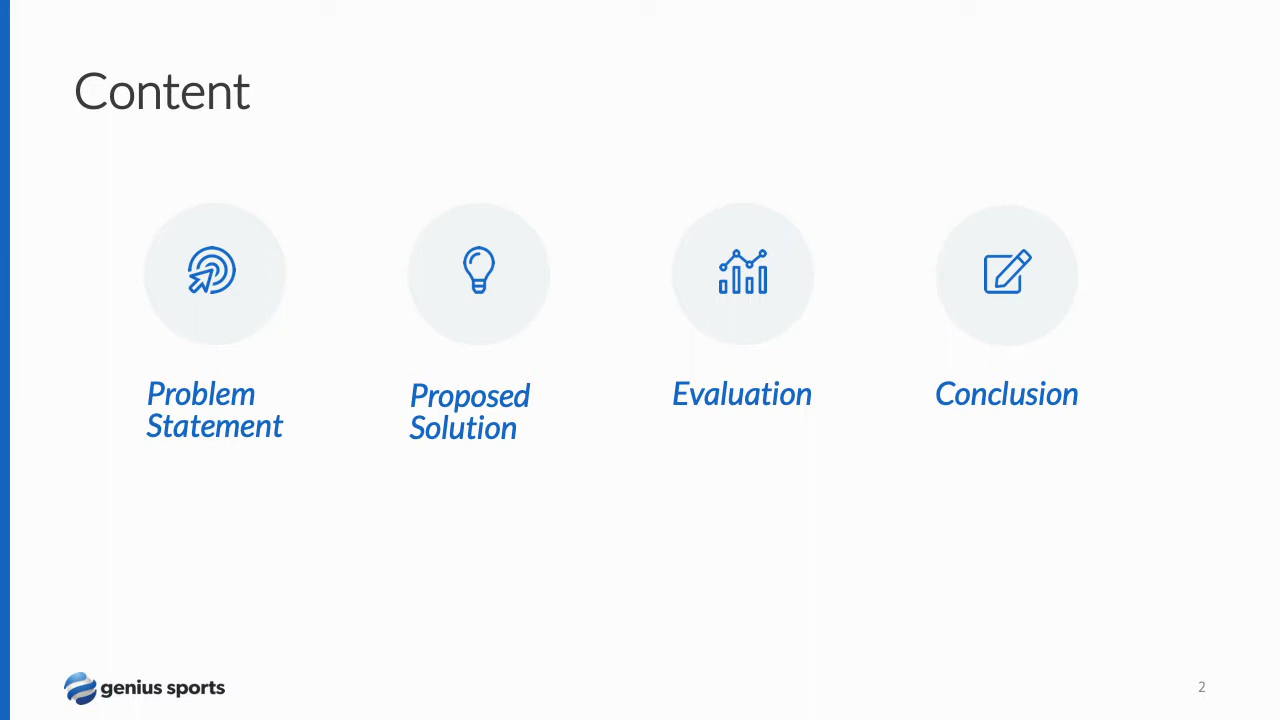 Content
Problem
Statement
Proposed
Solution
Evaluation
Conclusion
genius sports
2